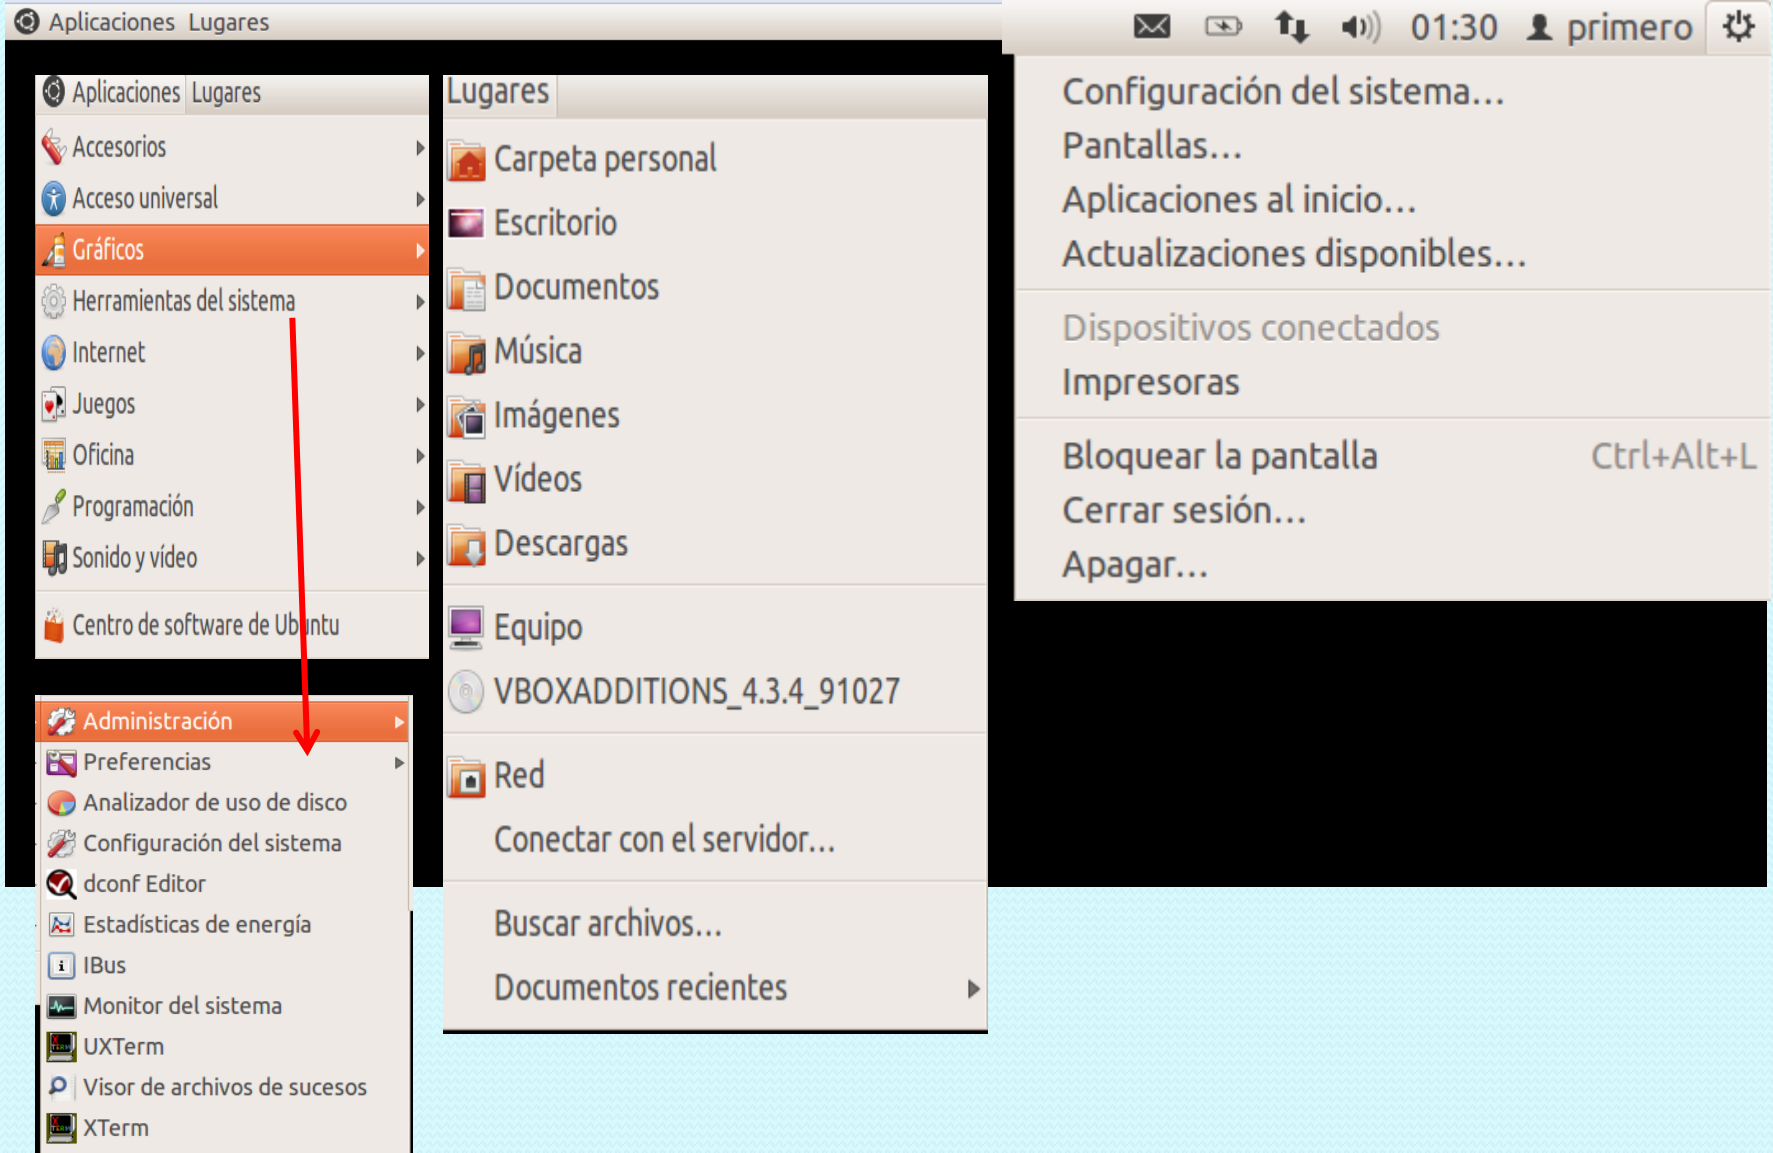 Aplicaciones Lugares
01:30 primero
Aplicaciones Lugares
Accesorios
Acceso universal
Gráficos
Herramientas del sistema
Internet
Juegos
Oficina
Programación
Sonido y vídeo
Centro de software de Ubuntu
Administración
Preferencias
Analizador de uso de disco
Configuración del sistema
dconf Editor
Estadísticas de energía
IBus
Monitor del sistema
UXTerm
Visor de archivos de sucesos
XTerm
Lugares
Carpeta personal
Escritorio
Documentos
Música
Imágenes
Vídeos
Descargas
Equipo
VBOXADDITIONS_4.3.4_91027
Red
Conectar con el servidor...
Buscar archivos...
Documentos recientes
Configuración del sistema...
Pantallas...
Aplicaciones al inicio...
Actualizaciones disponibles...
Dispositivos conectados
Impresoras
Bloquear la pantalla Ctrl+Alt+L
Cerrar sesión...
Apagar...